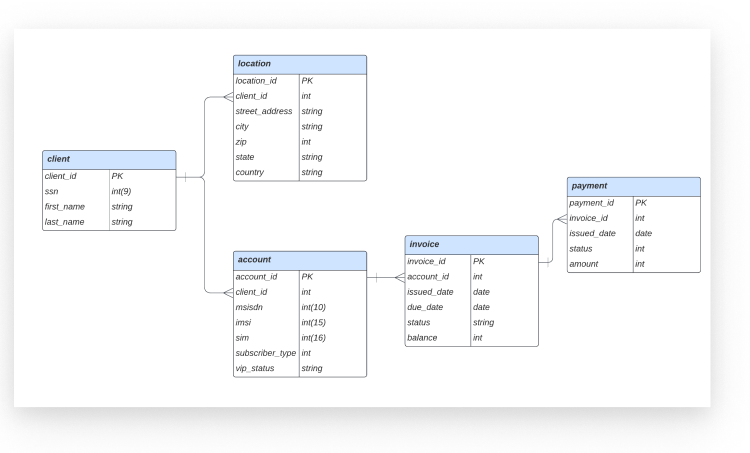 location
location_id PK
client_id int
street_address string
city string
zip int
state string
country string
client
client_id PK
ssn int(9)
first_name string
last_name string
payment
payment_id PK
invoice_id int
issued_date date
status int
amount int
invoice
invoice_id PK
account_id int
issued_date date
due_date date
status string
balance int
account
account_id PK
client_id int
msisdn int(10)
imsi int(15)
sim int(16)
subscriber_type int
vip_status string